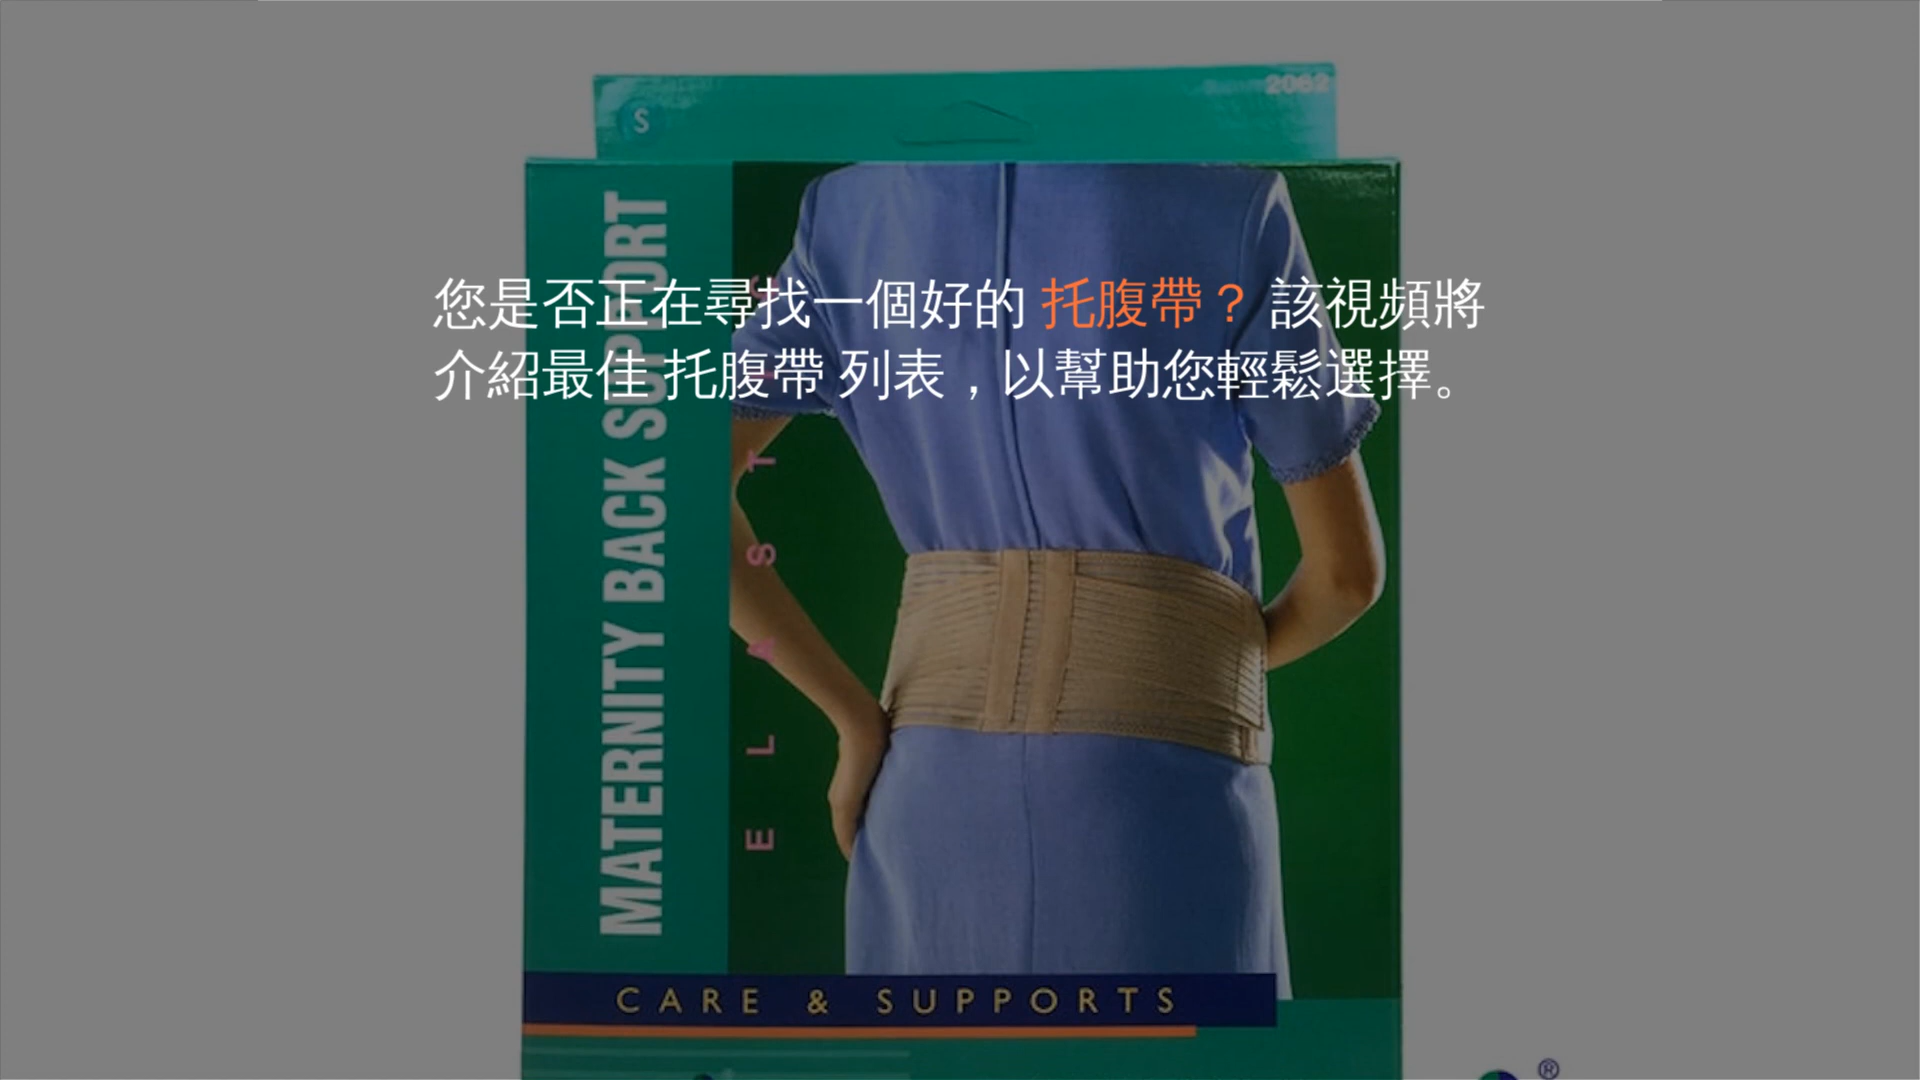 2062
S
您是否正在尋找一個好的 托腹帶？ 該視頻將
介紹最佳 托腹帶 列表，以幫助您輕鬆選擇。
MATERNITY BACK SUPPORT
CARE & SUPPORTS
®